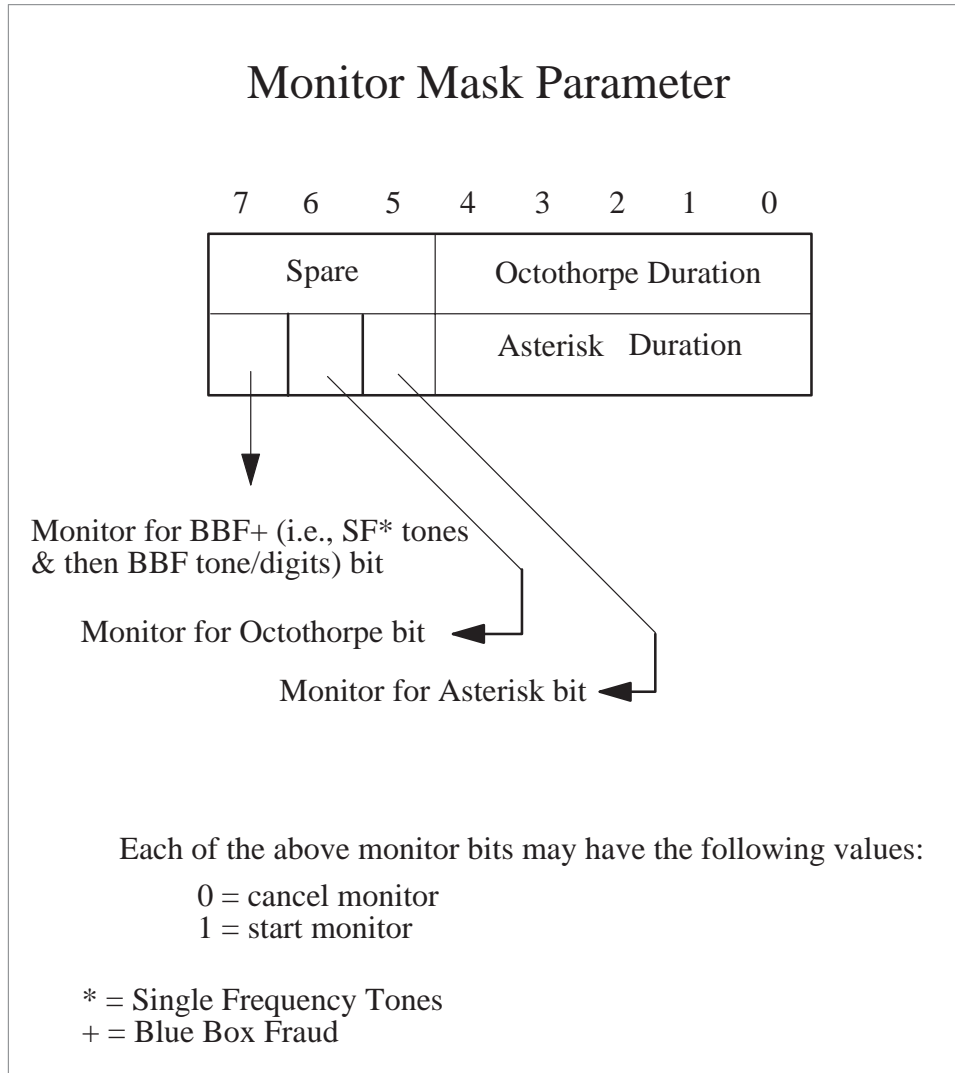 Monitor Mask Parameter
7 6 5 4 3 2 1 0
Spare Octothorpe Duration
Asterisk Duration
Monitor for BBF+ (i.e., SF* tones
& then BBF tone/digits) bit
Monitor for Octothorpe bit
Monitor for Asterisk bit
Each of the above monitor bits may have the following values:
0 = cancel monitor
1 = start monitor
* = Single Frequency Tones
+ = Blue Box Fraud